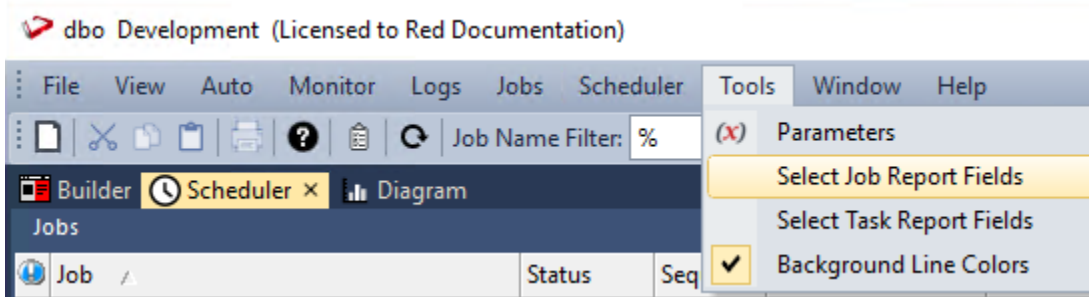 dbo Development (Licensed to Red Documentation)
File View Auto Monitor Logs Jobs Scheduler Tools Window Help
Job Name Filter: %
(x) Parameters
Select Job Report Fields
Select Task Report Fields
Background Line Colors
Builder Scheduler × Diagram
Jobs
Job Status Seq